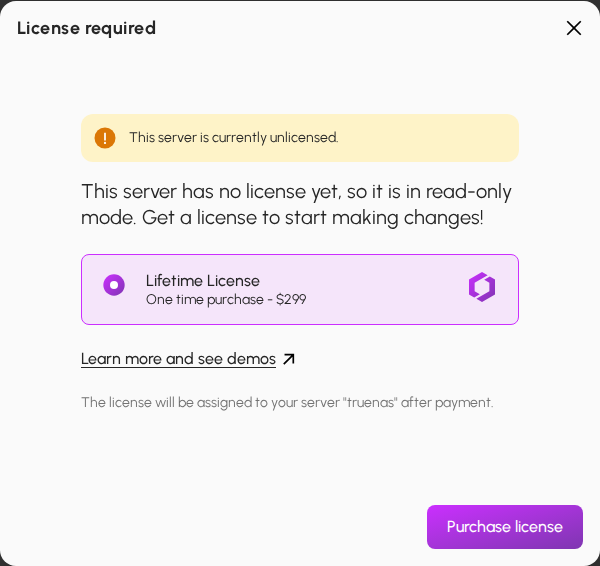 License required
This server is currently unlicensed.
This server has no license yet, so it is in read-only
mode. Get a license to start making changes!
Lifetime License
One time purchase - $299
Learn more and see demos
The license will be assigned to your server "truenas" after payment.
Purchase license